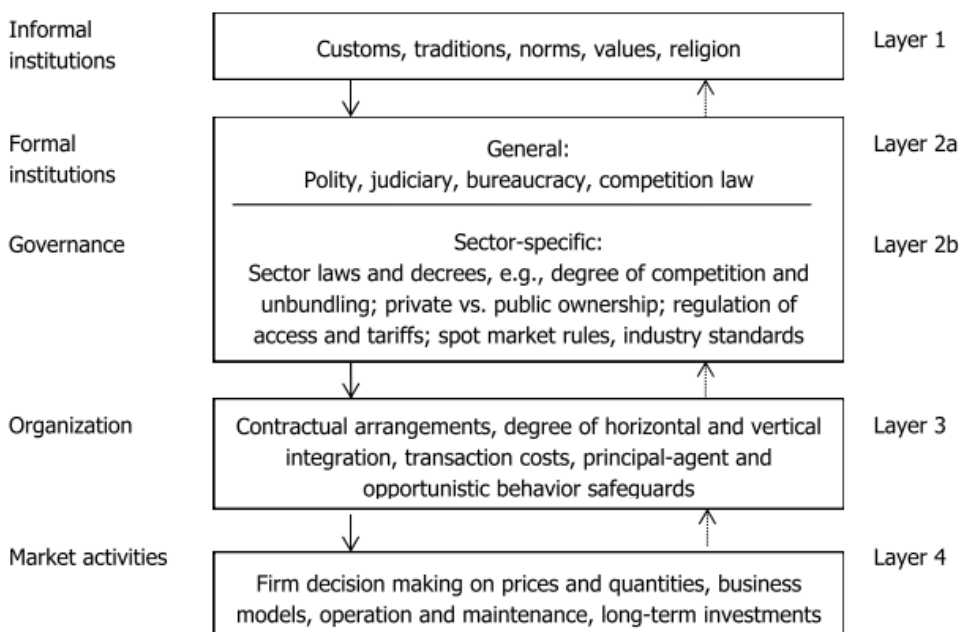 Informal
institutions
Customs, traditions, norms, values, religion
Layer 1
Formal
institutions
General:
Polity, judiciary, bureaucracy, competition law
Layer 2a
Governance
Sector-specific:
Sector laws and decrees, e.g., degree of competition and
unbundling; private vs. public ownership; regulation of
access and tariffs; spot market rules, industry standards
Layer 2b
Organization
Contractual arrangements, degree of horizontal and vertical
integration, transaction costs, principal-agent and
opportunistic behavior safeguards
Layer 3
Market activities
Firm decision making on prices and quantities, business
models, operation and maintenance, long-term investments
Layer 4